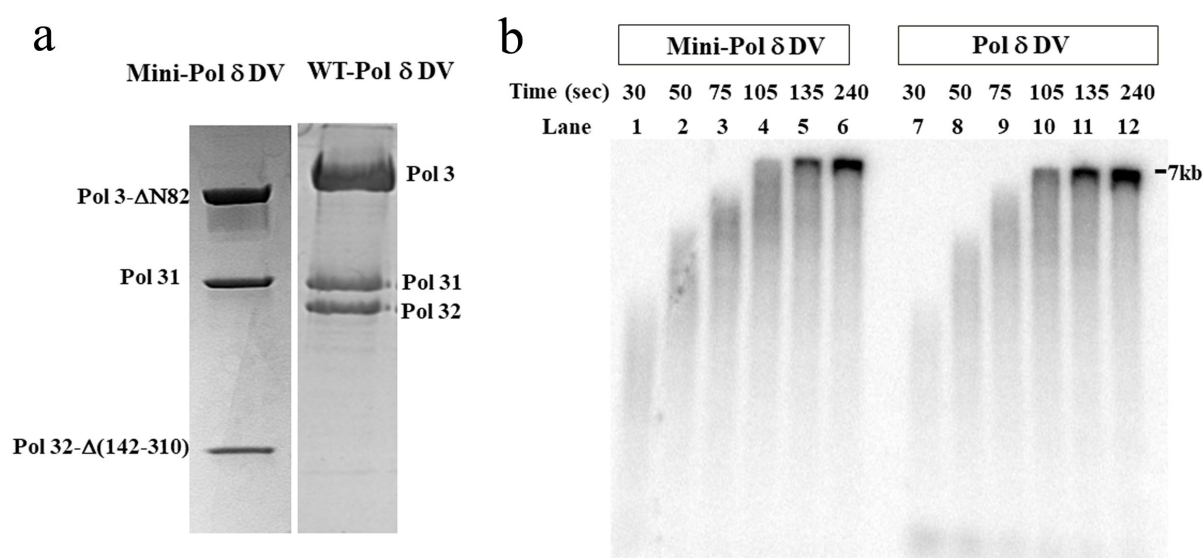 a
Mini-Pol δ DV
WT-Pol δ DV
Pol 3-ΔN82
Pol 31
Pol 32-Δ(142-310)
Pol 3
Pol 31
Pol 32
b
Mini-Pol δ DV
Pol δ DV
Time (sec) 30 50 75 105 135 240 30 50 75 105 135 240
Lane 1 2 3 4 5 6 7 8 9 10 11 12
7kb